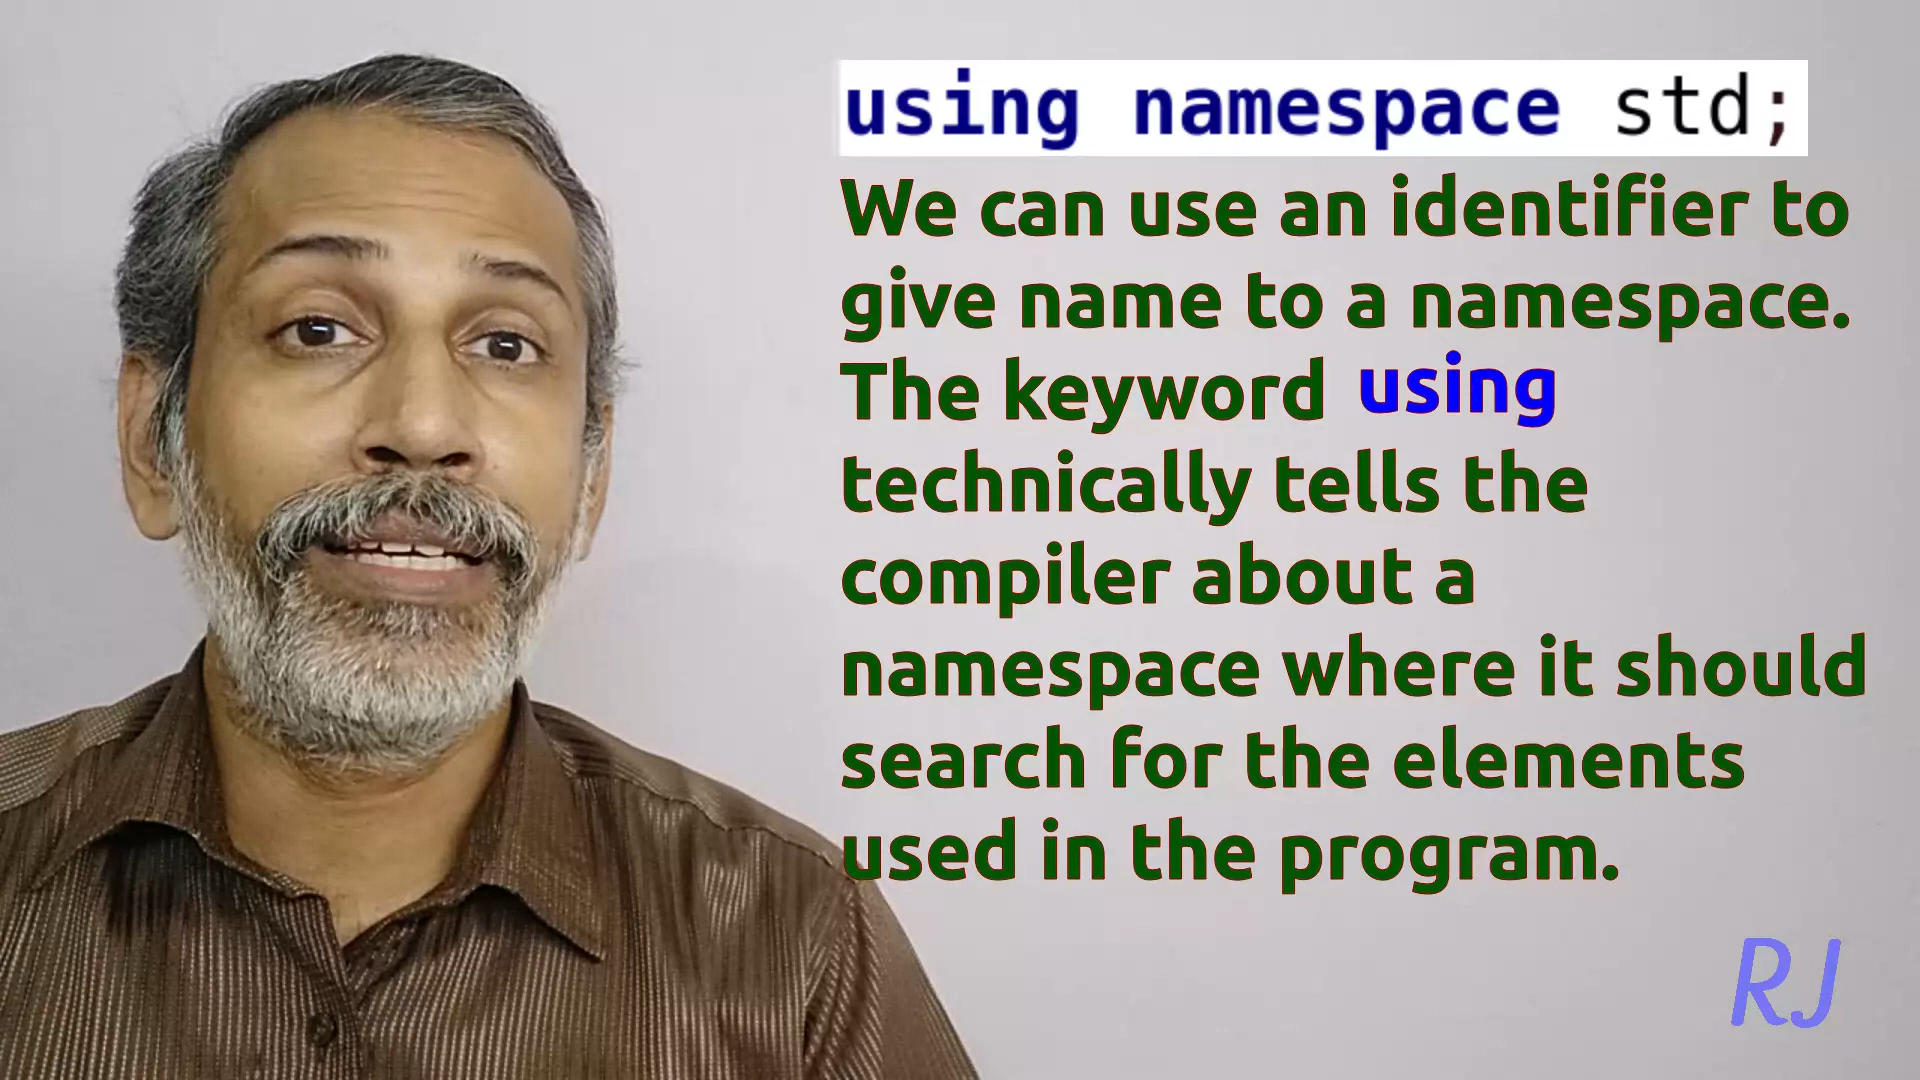 using namespace std;
We can use an identifier to
give name to a namespace.
The keyword using
technically tells the
compiler about a
namespace where it should
search for the elements
used in the program.
RJ